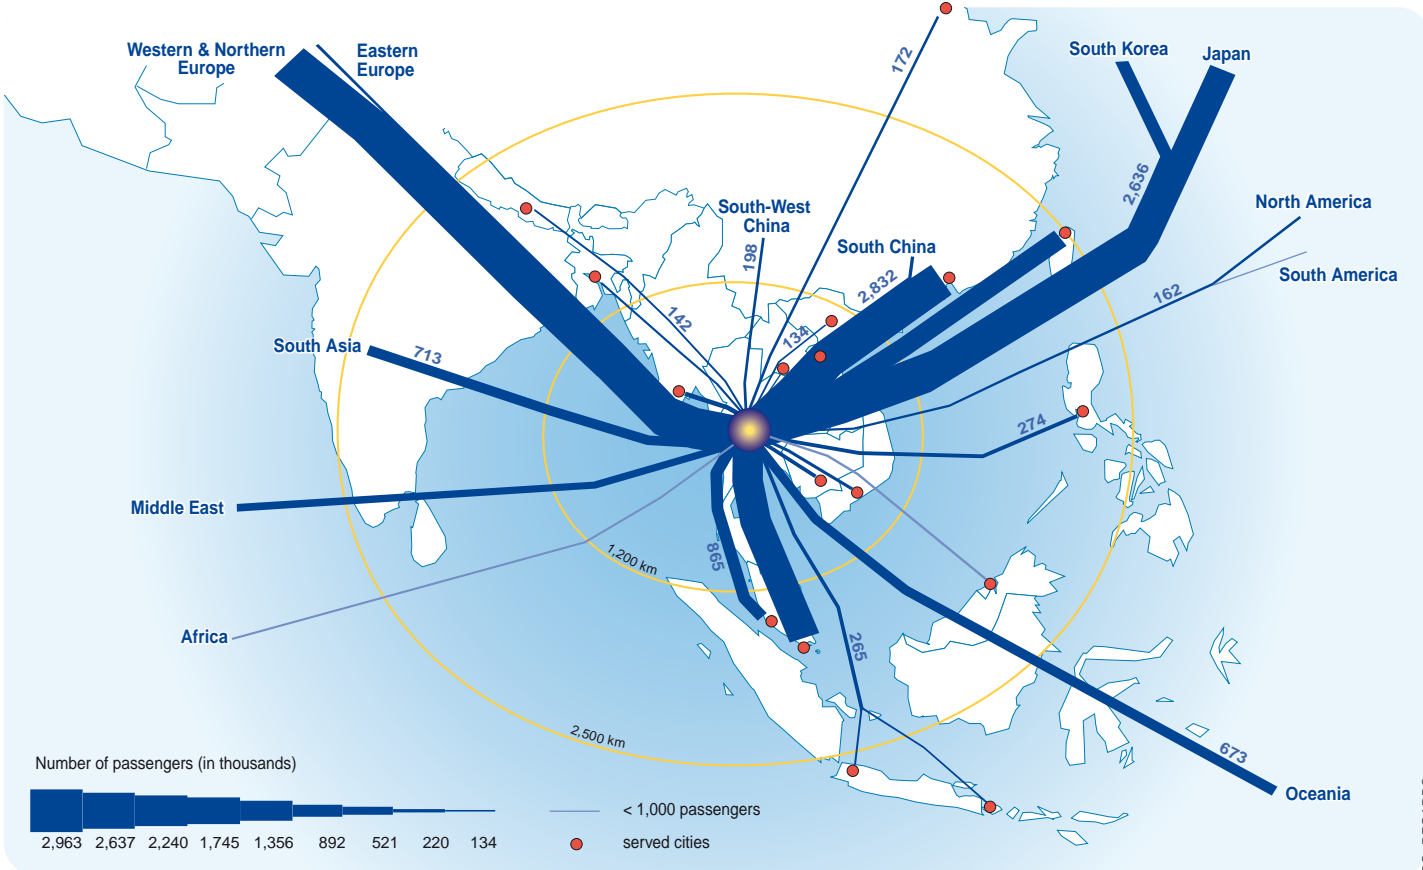 Western & Northern
Europe
Eastern
Europe
172
South Korea
Japan
2,636
South-West
China
198
South China
2,832
North America
South America
162
142
134
South Asia
713
274
Middle East
865
1,200 km
Africa
265
2,500 km
673
Oceania
Number of passengers (in thousands)
2,963 2,637 2,240 1,745 1,356 892 521 220 134
< 1,000 passengers
served cities